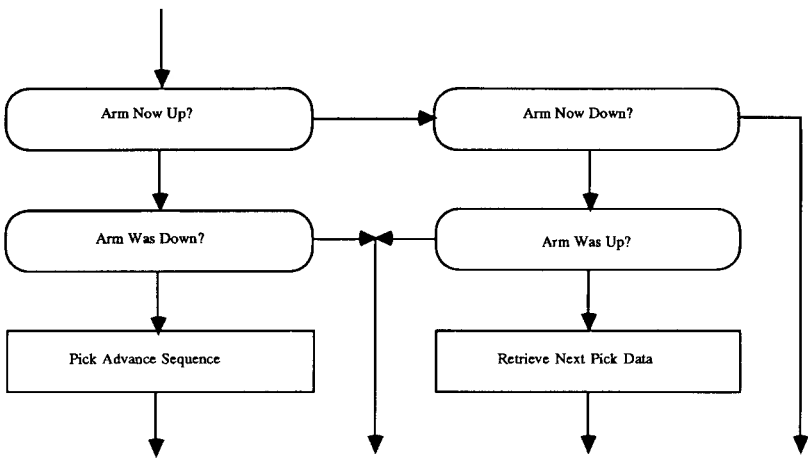 Arm Now Up?
Arm Now Down?
Arm Was Down?
Arm Was Up?
Pick Advance Sequence
Retrieve Next Pick Data